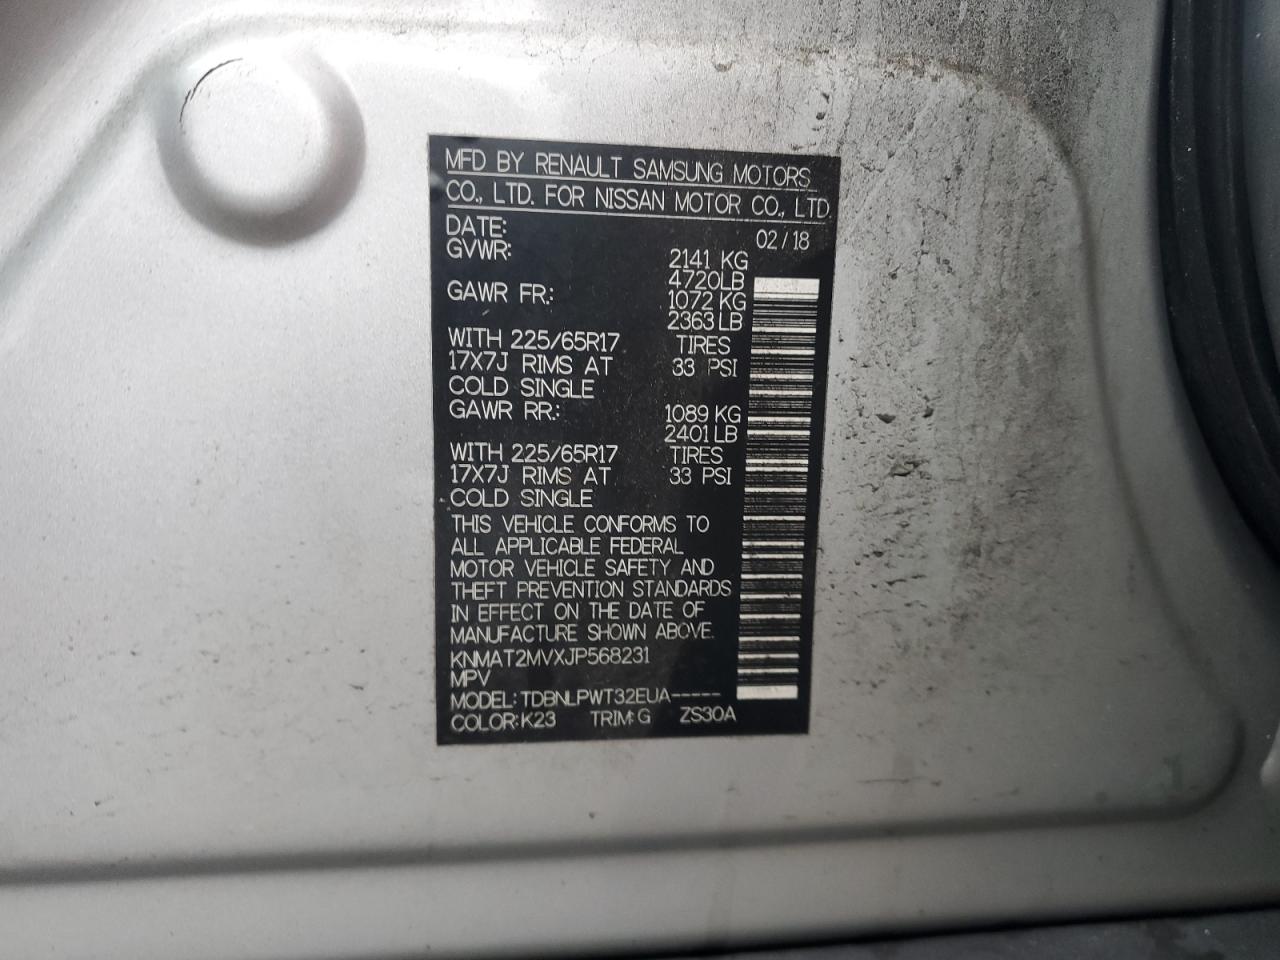 MFD BY RENAULT SAMSUNG MOTORS
CO., LTD. FOR NISSAN MOTOR CO., LTD.
DATE: 02/18
GVWR: 2141 KG
4720LB
GAWR FR: 1072 KG
2363LB
WITH 225/65R17 TIRES
17X7J RIMS AT 33 PSI
COLD SINGLE
GAWR RR: 1089 KG
2401LB
WITH 225/65R17 TIRES
17X7J RIMS AT 33 PSI
COLD SINGLE
THIS VEHICLE CONFORMS TO
ALL APPLICABLE FEDERAL
MOTOR VEHICLE SAFETY AND
THEFT PREVENTION STANDARDS
IN EFFECT ON THE DATE OF
MANUFACTURE SHOWN ABOVE.
KNMAT2MVXJP568231
MPV
MODEL: TDBNLPWT32EUA-----
COLOR: K23 TRIM: G ZS30A